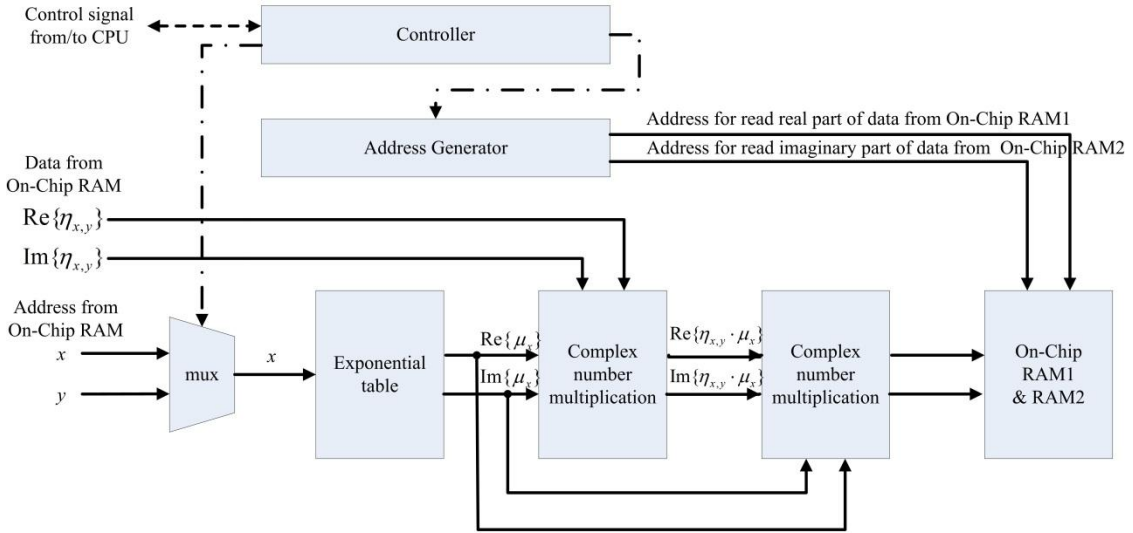 Control signal
from/to CPU
Controller
Address Generator
Address for read real part of data from On-Chip RAM1
Address for read imaginary part of data from On-Chip RAM2
Data from
On-Chip RAM
Re{η_{x,y}}
Im{η_{x,y}}
Address from
On-Chip RAM
x
y
mux
x
Exponential
table
Re{μ_x}
Im{μ_x}
Complex
number
multiplication
Re{η_{x,y} · μ_x}
Im{η_{x,y} · μ_x}
Complex
number
multiplication
On-Chip
RAM1
& RAM2